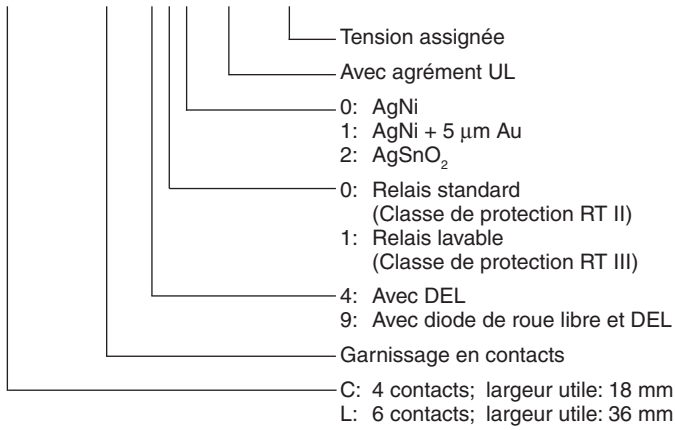 Tension assignée
Avec agrément UL
0: AgNi
1: AgNi + 5 μm Au
2: AgSnO₂
0: Relais standard
(Classe de protection RT II)
1: Relais lavable
(Classe de protection RT III)
4: Avec DEL
9: Avec diode de roue libre et DEL
Garnissage en contacts
C: 4 contacts; largeur utile: 18 mm
L: 6 contacts; largeur utile: 36 mm